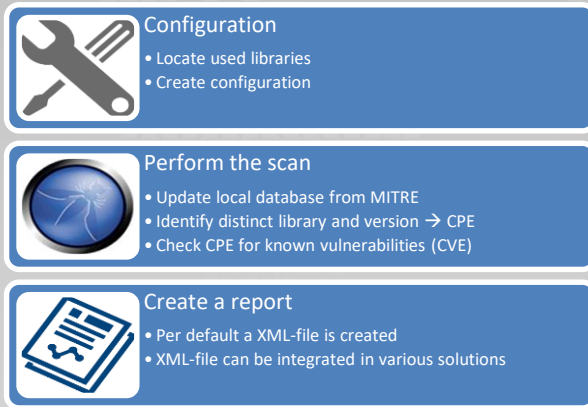 Configuration
• Locate used libraries
• Create configuration
Perform the scan
• Update local database from MITRE
• Identify distinct library and version → CPE
• Check CPE for known vulnerabilities (CVE)
Create a report
• Per default a XML-file is created
• XML-file can be integrated in various solutions